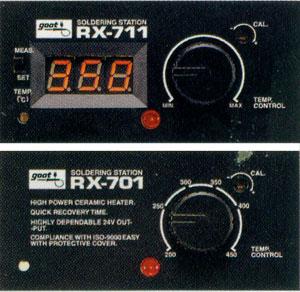 goot
SOLDERING STATION
RX-711
CAL.
MEAS.
SET
TEMP.
(°C)
350
MIN
MAX
TEMP.
CONTROL
goot
SOLDERING STATION
RX-701
CAL.
HIGH POWER CERAMIC HEATER.
QUICK RECOVERY TIME.
HIGHLY DEPENDABLE 24V OUT-
-PUT.
COMPLIANCE WITH ISO-9000 EASY
WITH PROTECTIVE COVER.
200
250
300
350
400
450
TEMP.
CONTROL